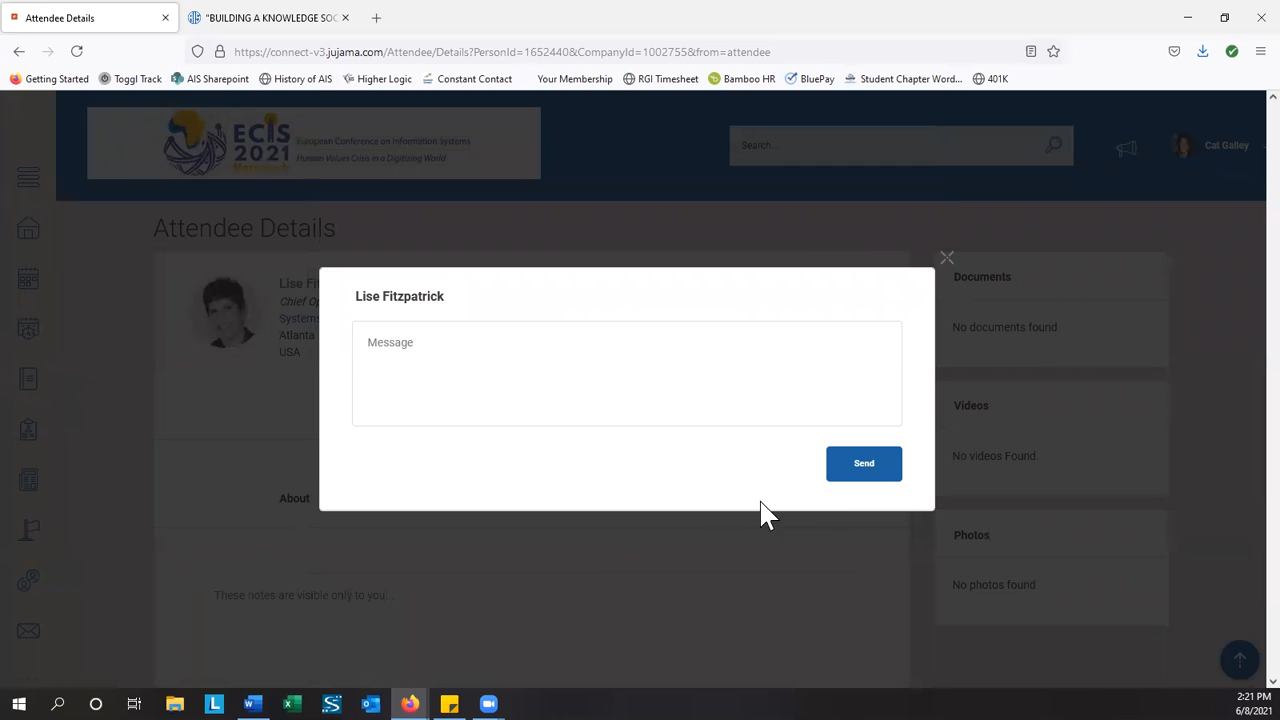 Attendee Details
"BUILDING A KNOWLEDGE SOC
https://connect-v3.jujama.com/Attendee/Details?PersonId=1652440&CompanyId=1002755&from=attendee
Getting Started
Toggl Track
AIS Sharepoint
History of AIS
Higher Logic
Constant Contact
Your Membership
RGI Timesheet
Bamboo HR
BluePay
Student Chapter Word...
401K
ECIS
2021
European Conference on Information Systems
Human Values Crisis in a Digitizing World
Search...
Cat Galley
Attendee Details
Lise Fi
Chief Op
Systems
Atlanta
USA
Lise Fitzpatrick
Message
Send
About
These notes are visible only to you...
Documents
No documents found
Videos
No videos Found
Photos
No photos found
2:21 PM
6/8/2021